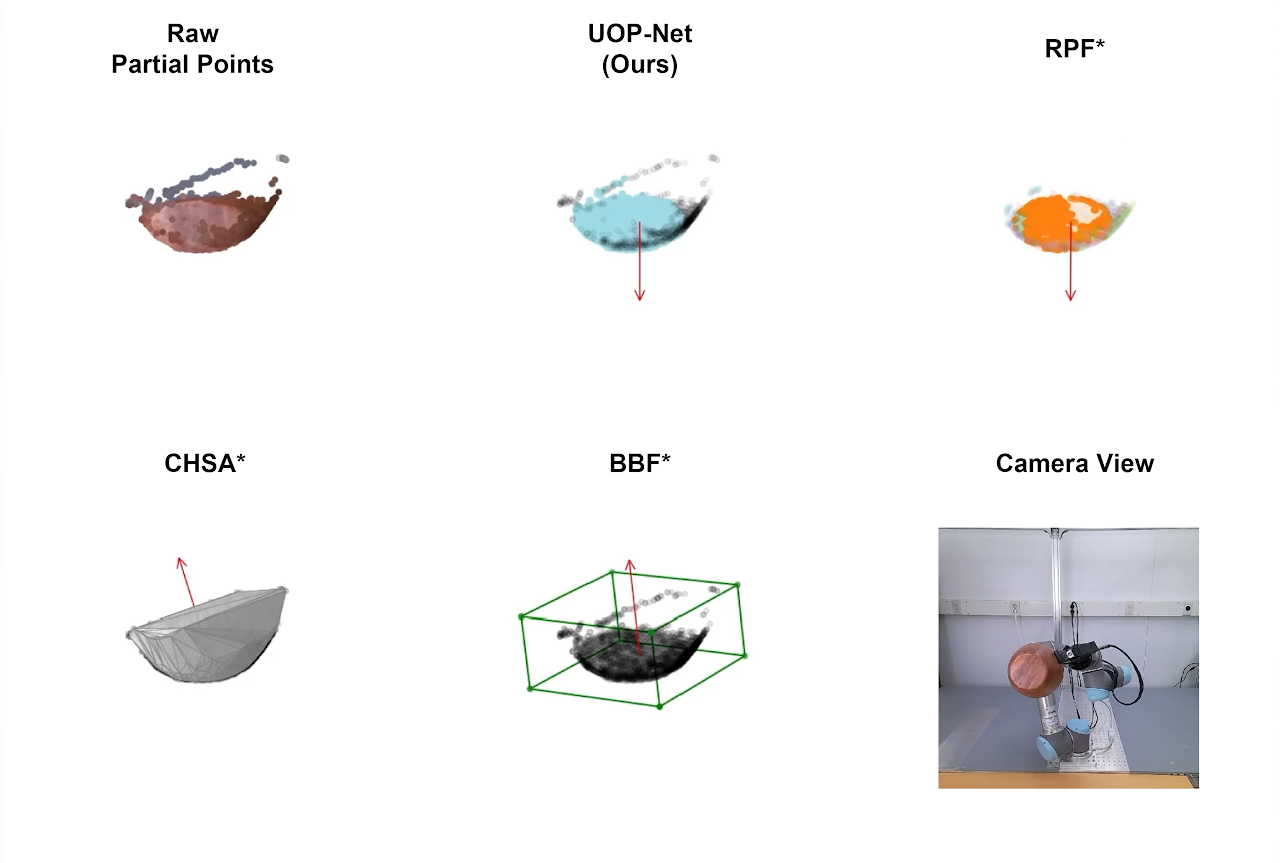 Raw
Partial Points
UOP-Net
(Ours)
RPF*
CHSA*
BBF*
Camera View